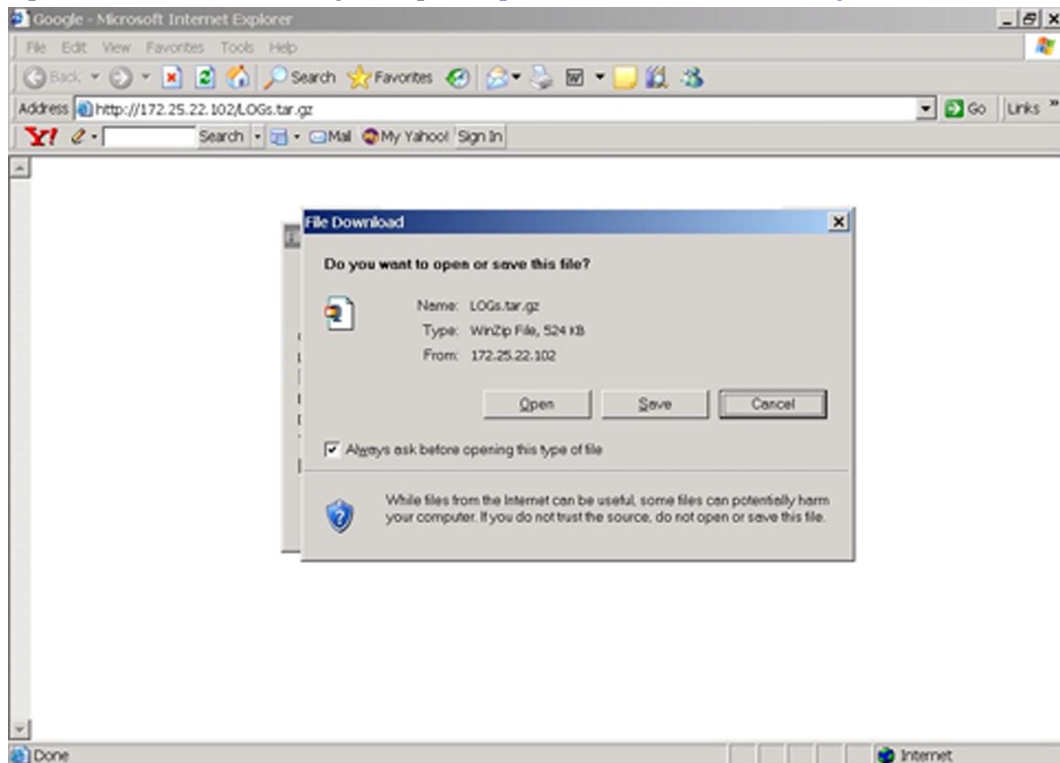 Google - Microsoft Internet Explorer
File Edit View Favorites Tools Help
Back Search Favorites
Address http://172.25.22.102/LOGs.tar.gz Go Links »
Y! Search Mail My Yahoo! Sign In
File Download
Do you want to open or save this file?
Name: LOGs.tar.gz
Type: WinZip File, 524 KB
From: 172.25.22.102
Open Save Cancel
Always ask before opening this type of file
While files from the Internet can be useful, some files can potentially harm
your computer. If you do not trust the source, do not open or save this file.
Done Internet